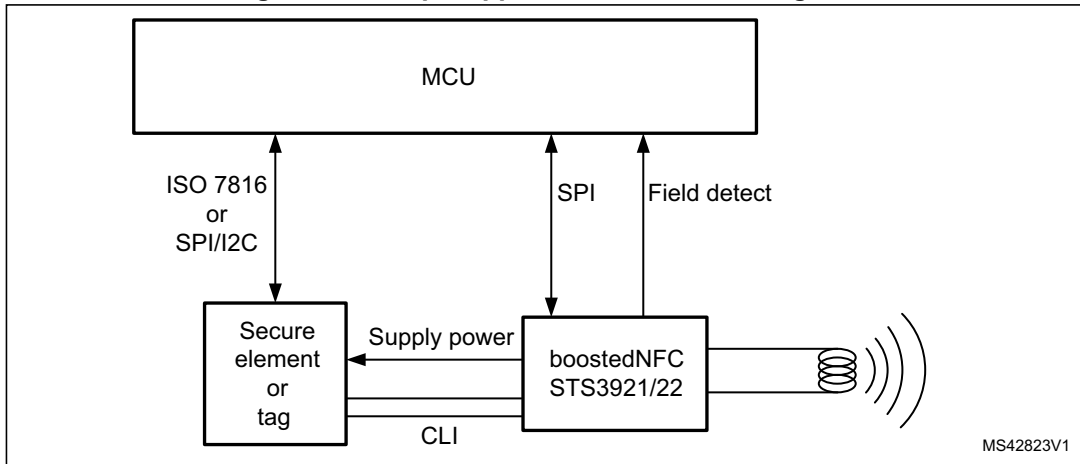 MCU
ISO 7816
or
SPI/I2C
SPI
Field detect
Secure
element
or
tag
Supply power
boostedNFC
STS3921/22
CLI
MS42823V1